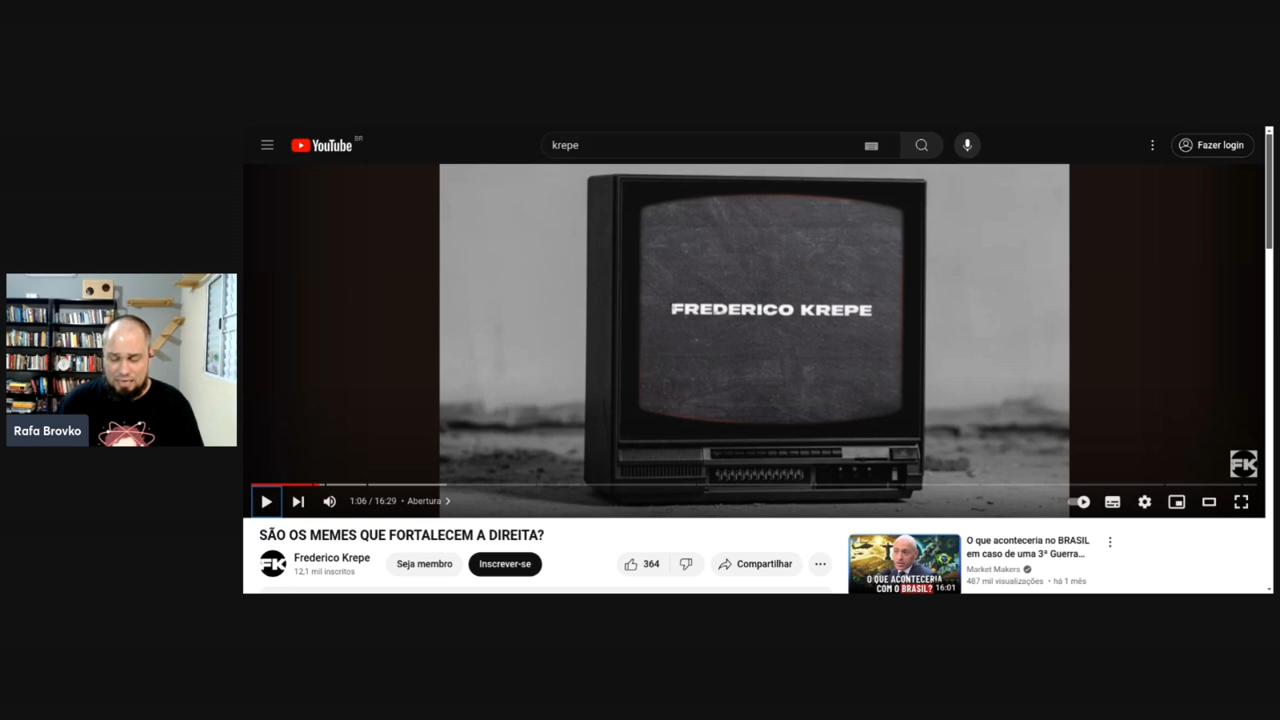 YouTube BR
krepe
Fazer login
FREDERICO KREPE
Rafa Brovko
FK
1:06 / 16:29 • Abertura
SÃO OS MEMES QUE FORTALECEM A DIREITA?
FK
Frederico Krepe
12,1 mil inscritos
Seja membro
Inscrever-se
364
Compartilhar
O QUE ACONTECERIA
COM O BRASIL?
16:01
O que aconteceria no BRASIL
em caso de uma 3ª Guerra...
Market Makers
487 mil visualizações • há 1 mês